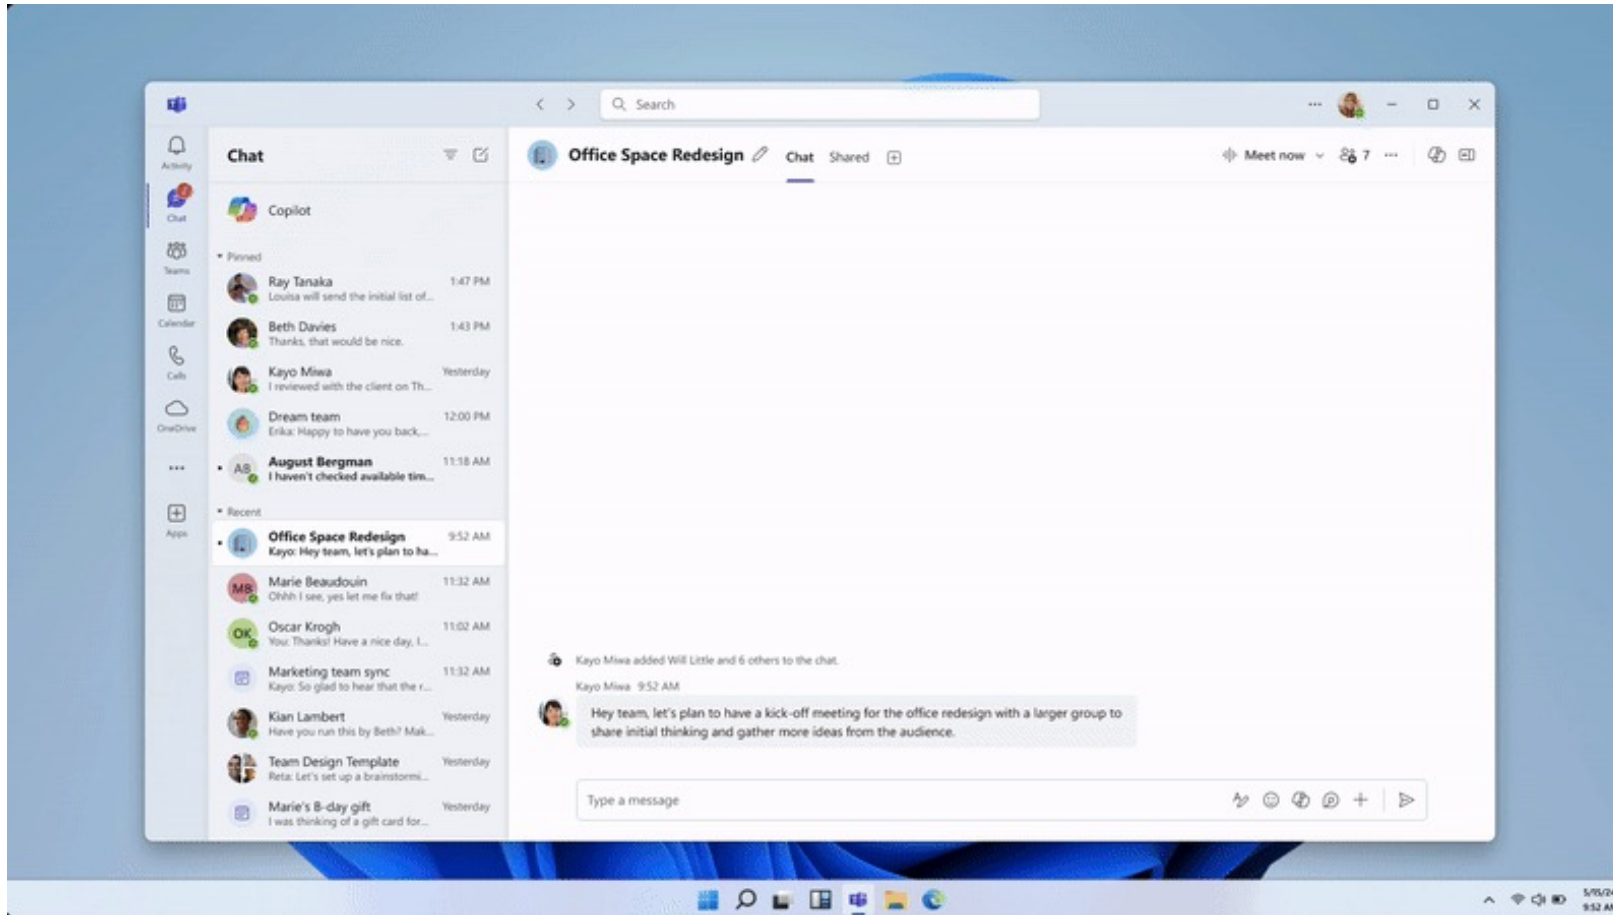 Search
Activity
Chat
Teams
Calendar
Calls
OneDrive
Apps
Chat
Copilot
Pinned
Ray Tanaka 1:47 PM
Louisa will send the initial list of...
Beth Davies 1:43 PM
Thanks, that would be nice.
Kayo Miwa Yesterday
I reviewed with the client on Th...
Dream team 12:00 PM
Erika: Happy to have you back,...
AB August Bergman 11:18 AM
I haven't checked available tim...
Recent
Office Space Redesign 9:52 AM
Kayo: Hey team, let's plan to ha...
MB Marie Beaudouin 11:32 AM
Ohhh I see, yes let me fix that!
OK Oscar Krogh 11:02 AM
You: Thanks! Have a nice day, I...
Marketing team sync 11:32 AM
Kayo: So glad to hear that the r...
Kian Lambert Yesterday
Have you run this by Beth? Mak...
Team Design Template Yesterday
Reta: Let's set up a brainstormi...
Marie's B-day gift Yesterday
I was thinking of a gift card for...
Office Space Redesign Chat Shared Meet now 7
Kayo Miwa added Will Little and 6 others to the chat.
Kayo Miwa 9:52 AM
Hey team, let's plan to have a kick-off meeting for the office redesign with a larger group to
share initial thinking and gather more ideas from the audience.
Type a message
9:52 AM